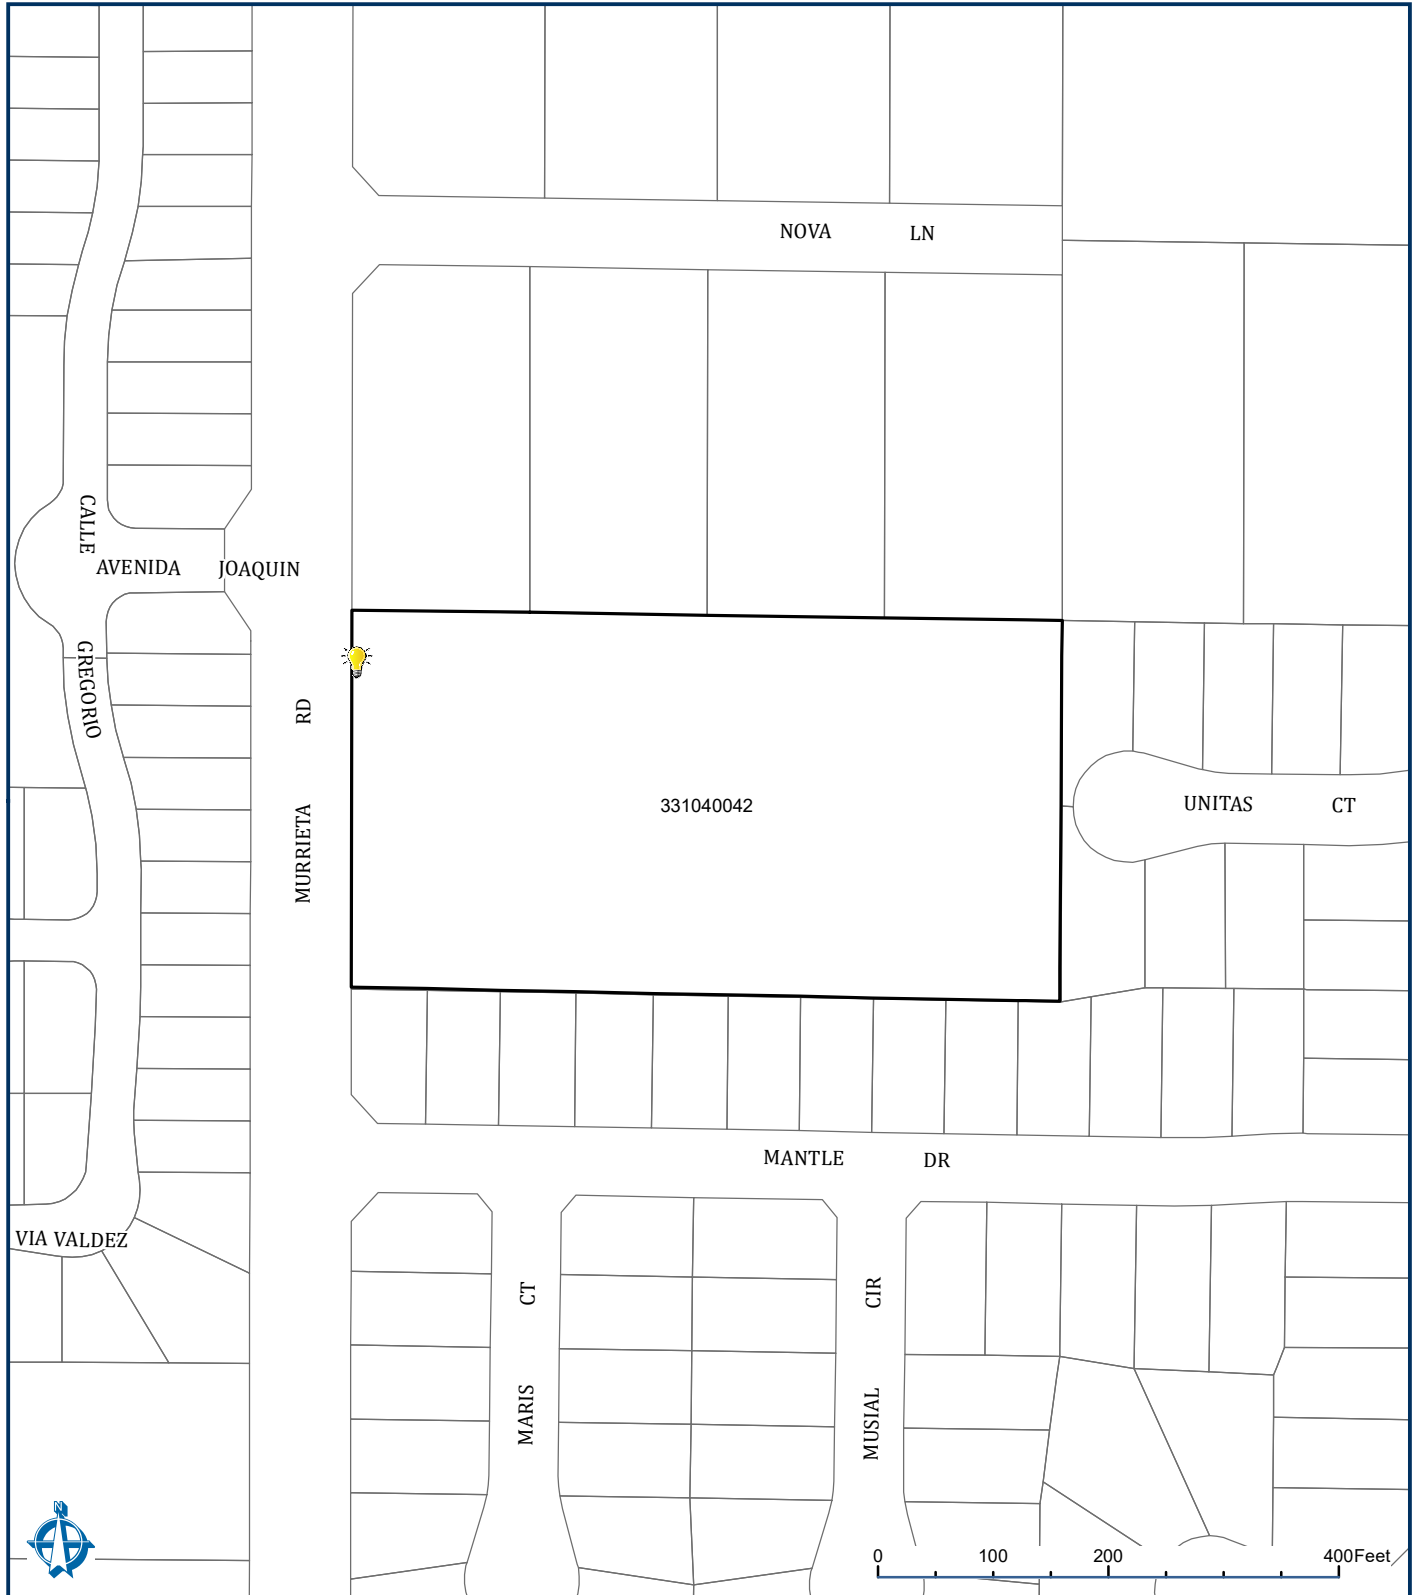 NOVA LN
CALLE
AVENIDA JOAQUIN
GREGORIO
MURRIETA RD
331040042
UNITAS CT
MANTLE DR
VIA VALDEZ
MARIS CT
MUSIAL CIR
N
0 100 200 400Feet